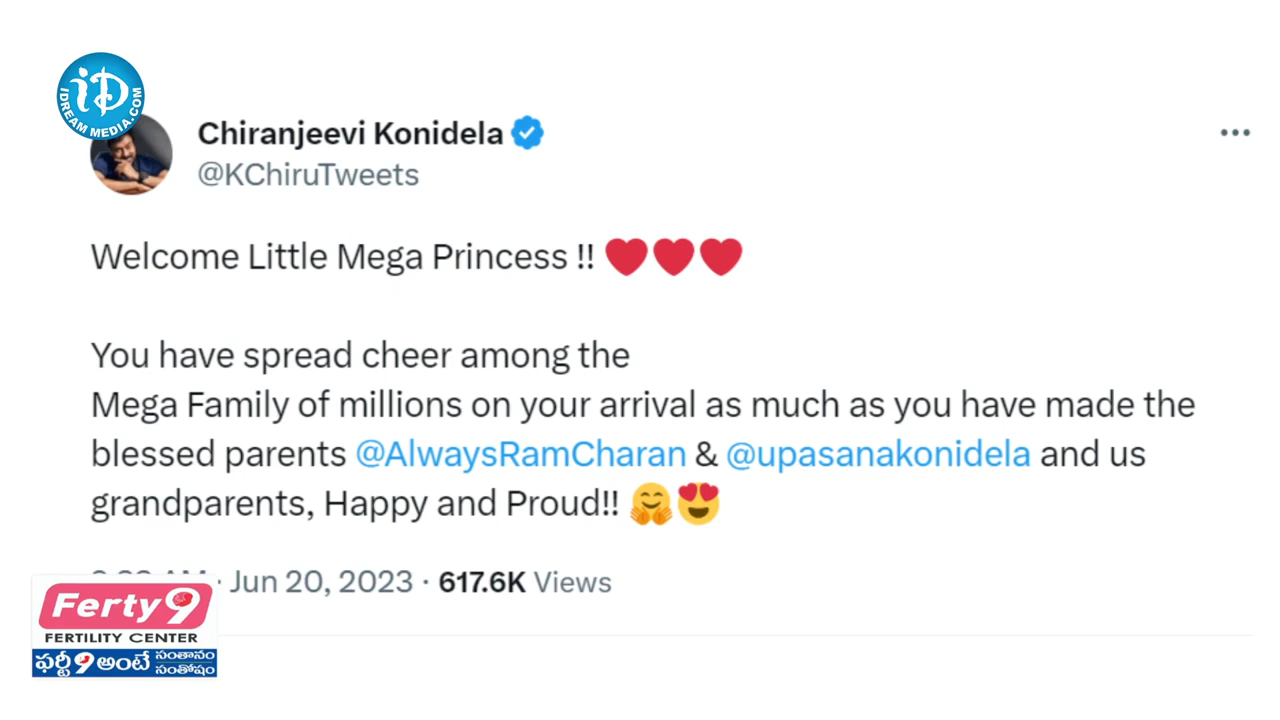 iD
IDREAM MEDIA.COM
Chiranjeevi Konidela
@KChiruTweets
Welcome Little Mega Princess !! ❤❤❤
You have spread cheer among the
Mega Family of millions on your arrival as much as you have made the
blessed parents @AlwaysRamCharan & @upasanakonidela and us
grandparents, Happy and Proud!! 🤗😍
· Jun 20, 2023 · 617.6K Views
Ferty9
FERTILITY CENTER
ఫర్టీ9 అంటే సంతానం
సంతోషం